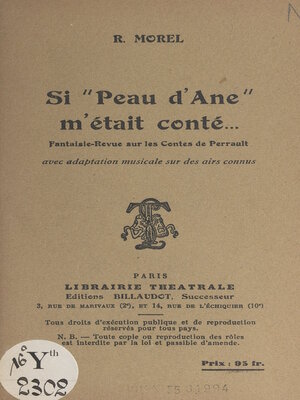 R. MOREL
Si "Peau d'Ane"
m'était conté...
Fantaisie-Revue sur les Contes de Perrault
avec adaptation musicale sur des airs connus
PARIS
LIBRAIRIE THEATRALE
Editions BILLAUDOT, Successeur
3, RUE DE MARIVAUX (2e), ET 14, RUE DE L'ÉCHIQUIER (10e)
Tous droits d'exécution publique et de reproduction
réservés pour tous pays.
N. B. — Toute copie ou reproduction des rôles
est interdite par la loi et passible d'amende.
Prix : 95 fr.
16° Yth
2302